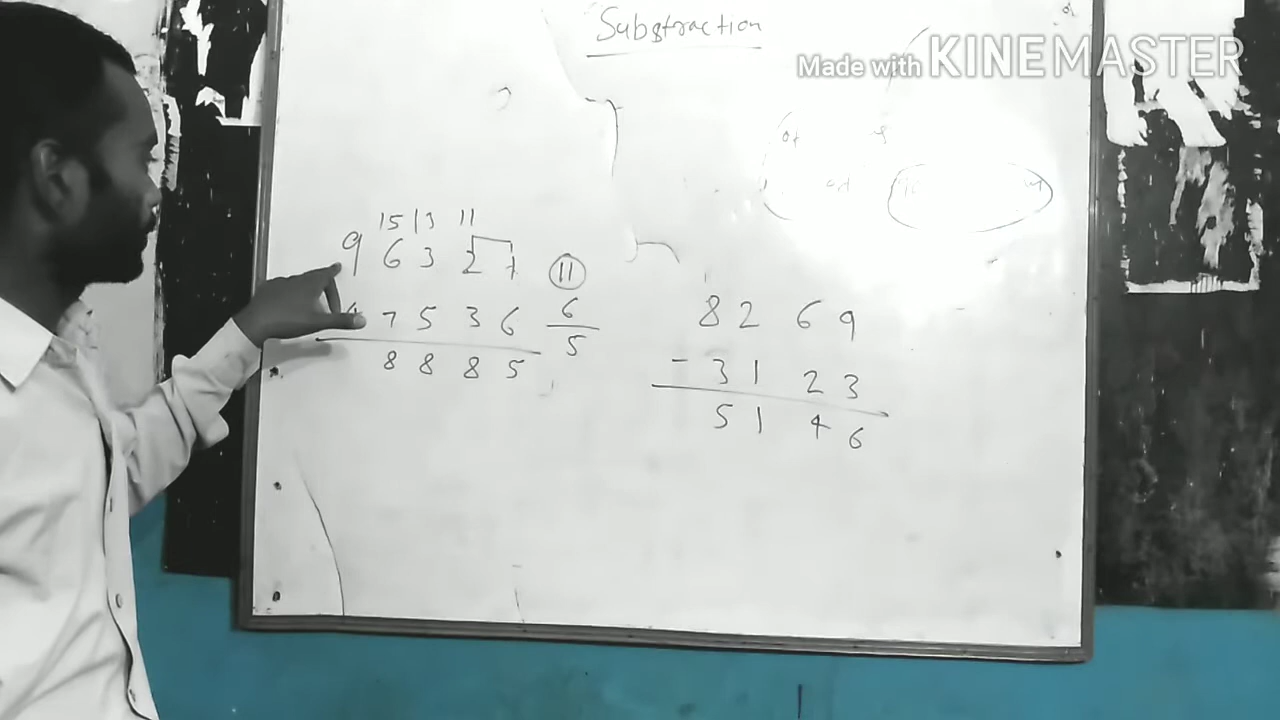 Substraction
Made with KINEMASTER
15 13 11
9 6 3 2 1 11
7 5 3 6 6
8 8 8 5 5
8 2 6 9
- 3 1 2 3
5 1 4 6